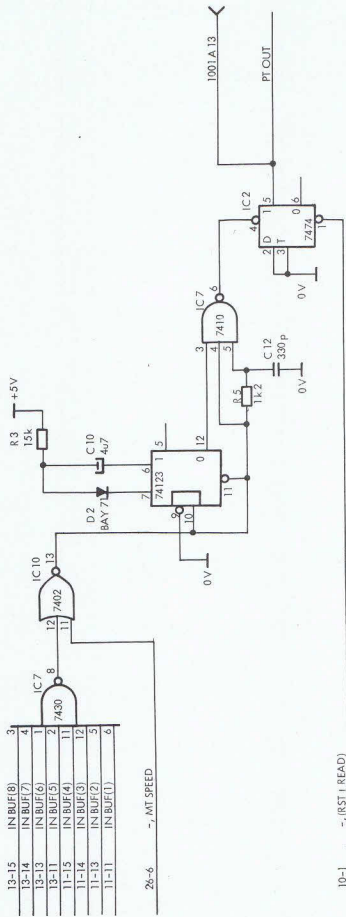 13-15 IN BUF(8) 3
13-14 IN BUF(7) 4
13-13 IN BUF(6) 1
13-11 IN BUF(5) 2
11-15 IN BUF(4) 11
11-14 IN BUF(3) 12
11-13 IN BUF(2) 5
11-11 IN BUF(1) 6
26-6 -, MT SPEED
10-1 -, (RST I READ)
IC 7
7430
8
IC 10
12
11
7402
13
D2
BAY 71
R 3
15k
+5V
C 10
4u7
7
6
74123
9
10
1
5
0
12
11
0V
IC 7
3
4
5
7410
6
R 5
1k2
C 12
330p
0V
IC 2
4
2 D
3 T
1 5
0 6
7474
1
0V
1001 A 13
PT OUT